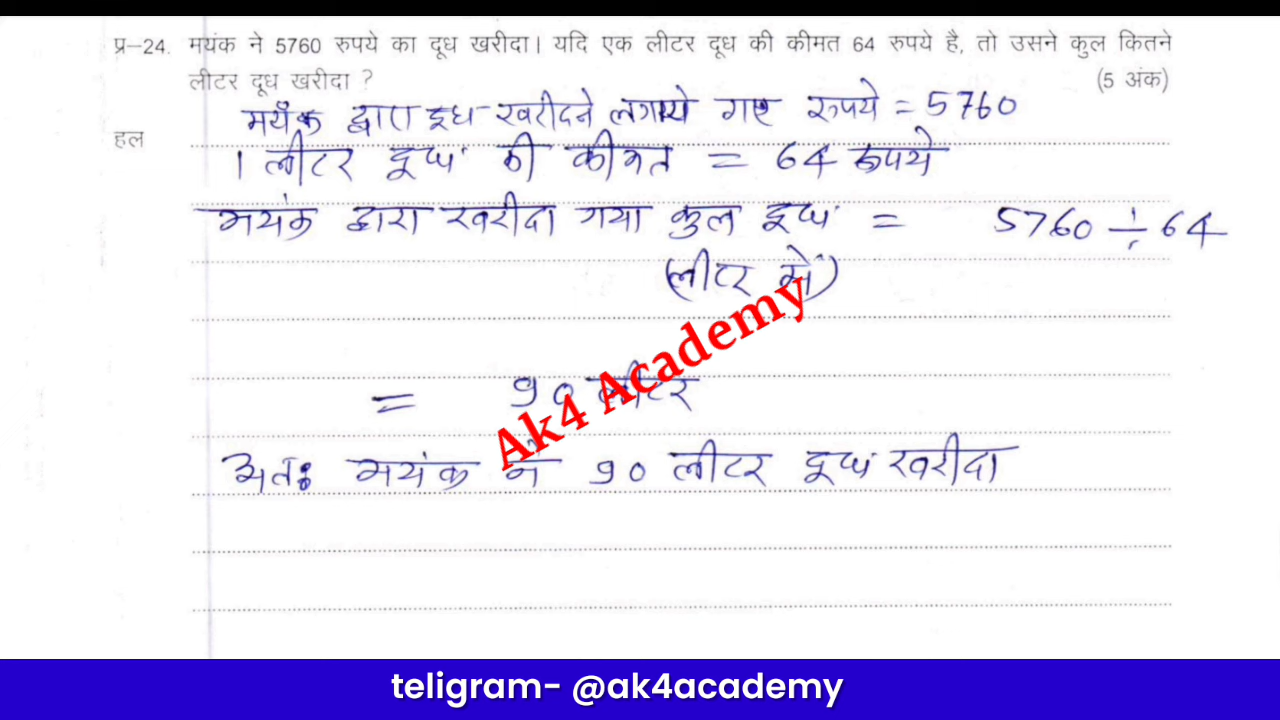 प्र–24. मयंक ने 5760 रुपये का दूध खरीदा। यदि एक लीटर दूध की कीमत 64 रुपये है, तो उसने कुल कितने
लीटर दूध खरीदा ? (5 अंक)
मयँक द्वारा दूध खरीदने लगाये गए रुपये = 5760
हल
1 लीटर दूध की कीमत = 64 रूपये
मयंक द्वारा खरीदा गया कुल दूध = 5760 ÷ 64
(लीटर में)
= 90 लीटर
Ak4 Academy
अतः मयंक ने 90 लीटर दूध खरीदा
teligram- @ak4academy